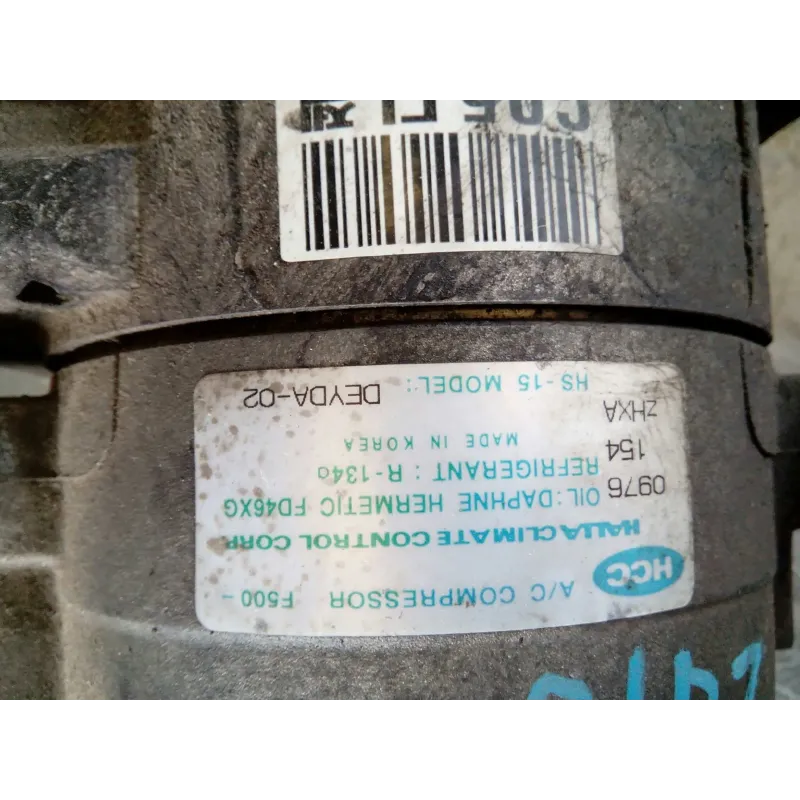 A/C COMPRESSOR F500-
HCC
HALLA CLIMATE CONTROL CORP
OIL:DAPHNE HERMETIC FD46XG
0976
REFRIGERANT : R-134a
154
MADE IN KOREA
zHXA
HS-15 MODEL: DEYDA-02